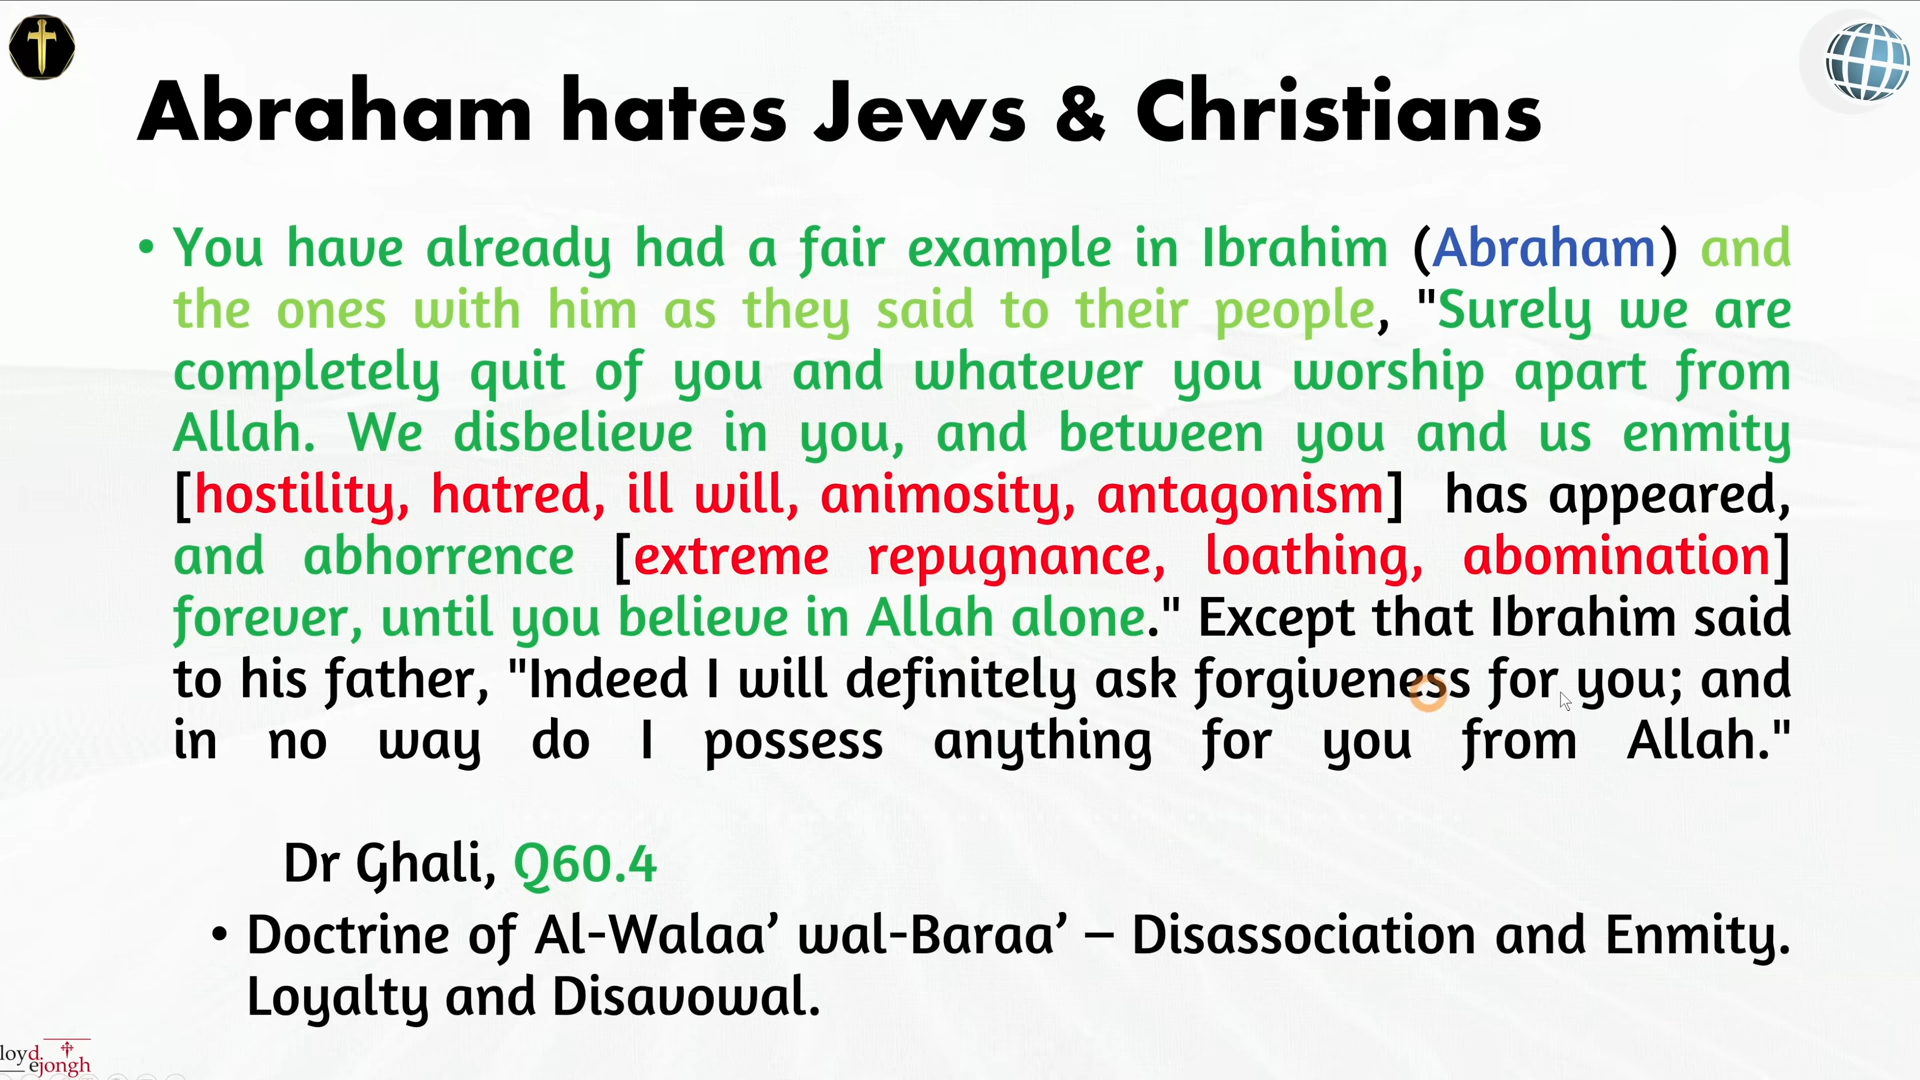 Abraham hates Jews & Christians
• You have already had a fair example in Ibrahim (Abraham) and
the ones with him as they said to their people, "Surely we are
completely quit of you and whatever you worship apart from
Allah. We disbelieve in you, and between you and us enmity
[hostility, hatred, ill will, animosity, antagonism] has appeared,
and abhorrence [extreme repugnance, loathing, abomination]
forever, until you believe in Allah alone." Except that Ibrahim said
to his father, "Indeed I will definitely ask forgiveness for you; and
in no way do I possess anything for you from Allah."
Dr Ghali, Q60.4
• Doctrine of Al-Walaa’ wal-Baraa’ – Disassociation and Enmity.
Loyalty and Disavowal.
loyd.
ejongh